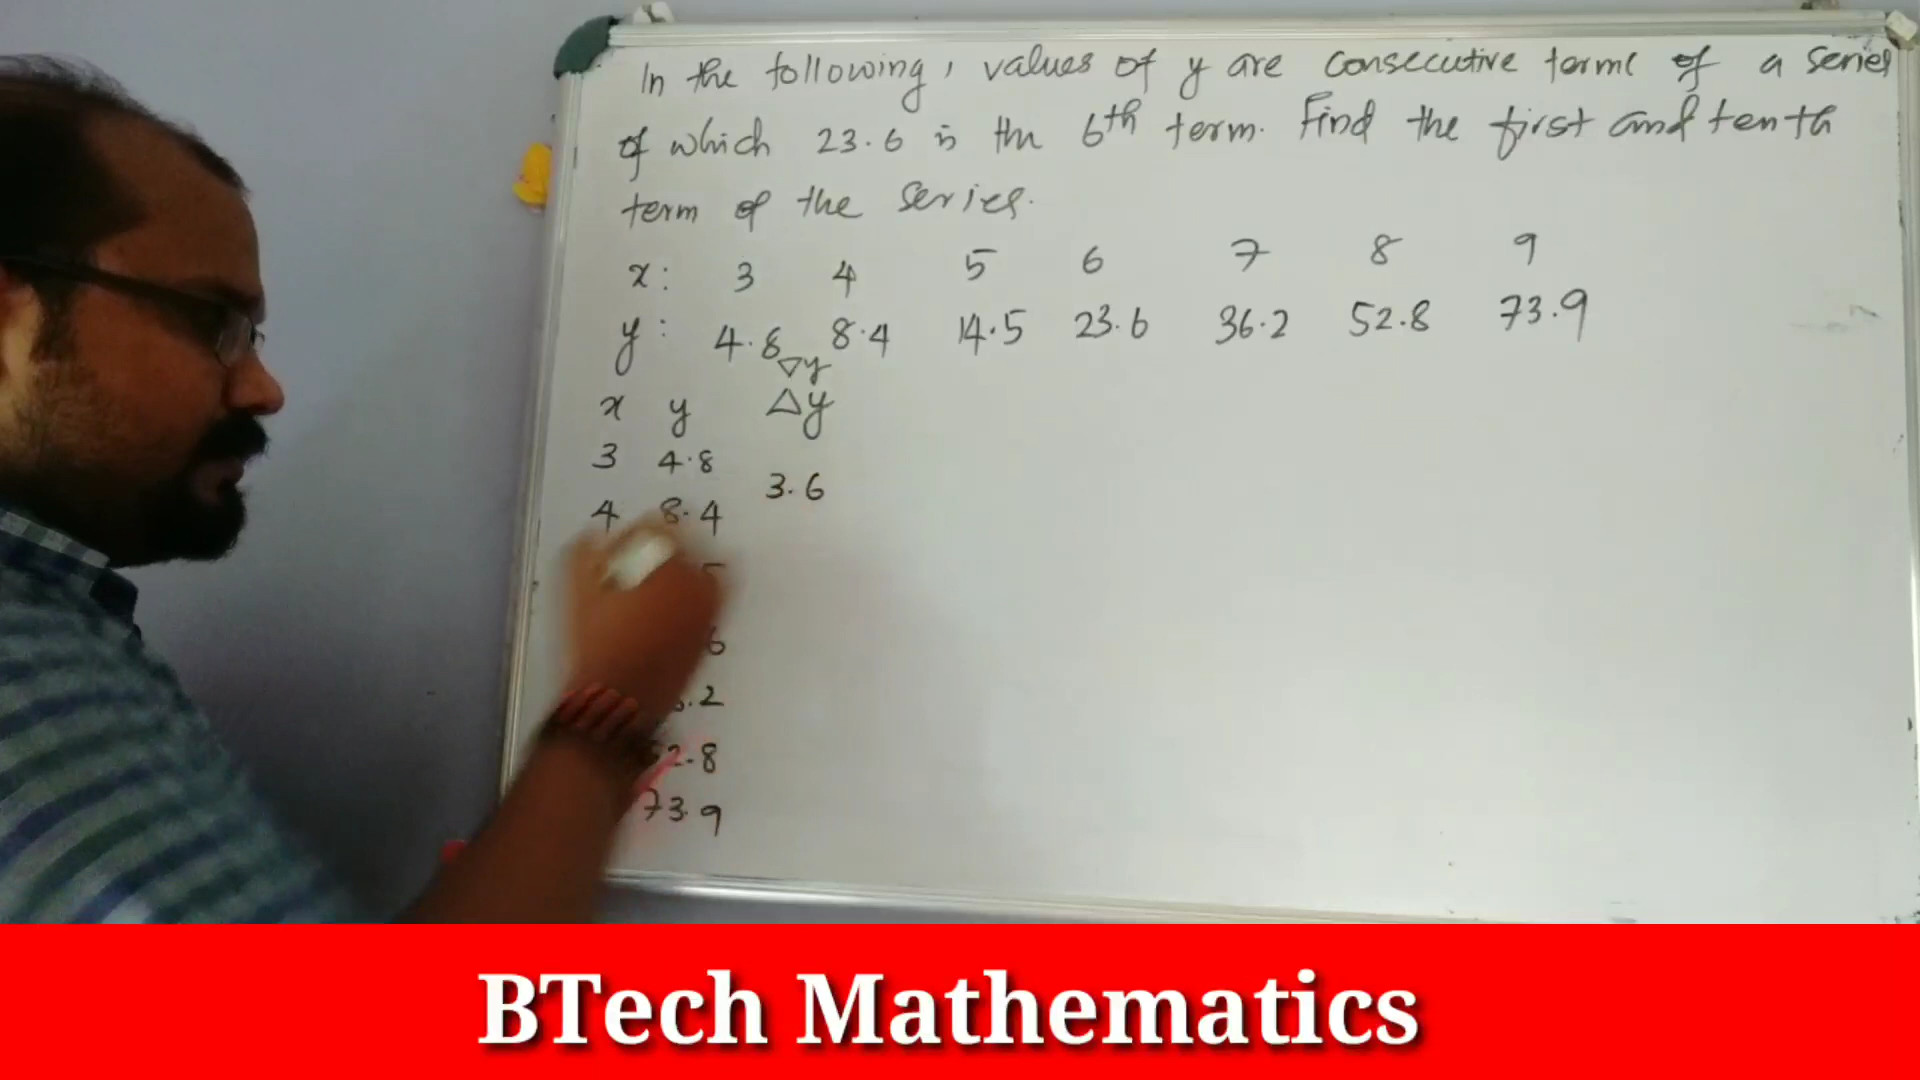 In the following, values of y are consecutive terms of a series
of which 23.6 is the 6th term. Find the first and tenth
term of the series.
x: 3 4 5 6 7 8 9
y: 4.8 8.4 14.5 23.6 36.2 52.8 73.9
∇y
x y Δy
3 4.8
3.6
4 8.4
5
6
.2
52.8
73.9
BTech Mathematics